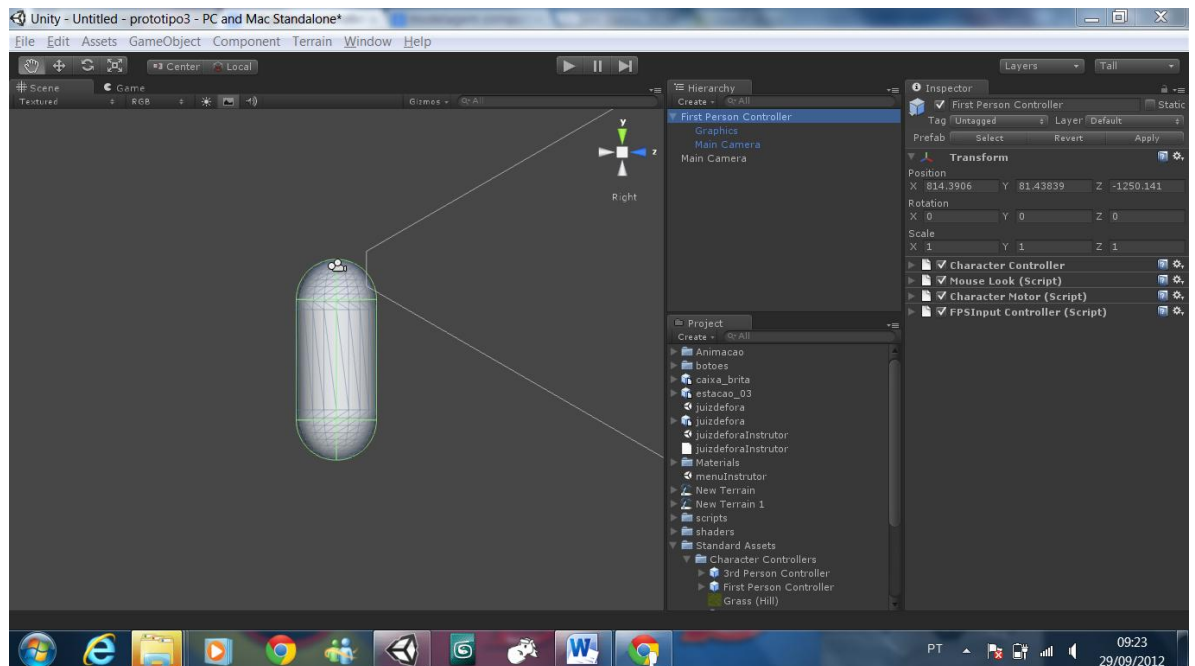 Unity - Untitled - prototipo3 - PC and Mac Standalone*
File Edit Assets GameObject Component Terrain Window Help
Center Local Layers Tall
Scene Game
Textured RGB Gizmos All
y
z
Right
Hierarchy
Create All
First Person Controller
Graphics
Main Camera
Main Camera
Project
Create All
Animacao
botoes
caixa_brita
estacao_03
juizdefora
juizdefora
juizdeforaInstrutor
juizdeforaInstrutor
Materials
menuInstrutor
New Terrain
New Terrain 1
scripts
shaders
Standard Assets
Character Controllers
3rd Person Controller
First Person Controller
Grass (Hill)
Inspector
First Person Controller Static
Tag Untagged Layer Default
Prefab Select Revert Apply
Transform
Position
X 814.3906 Y 81.43839 Z -1250.141
Rotation
X 0 Y 0 Z 0
Scale
X 1 Y 1 Z 1
Character Controller
Mouse Look (Script)
Character Motor (Script)
FPSInput Controller (Script)
PT 09:23
29/09/2012